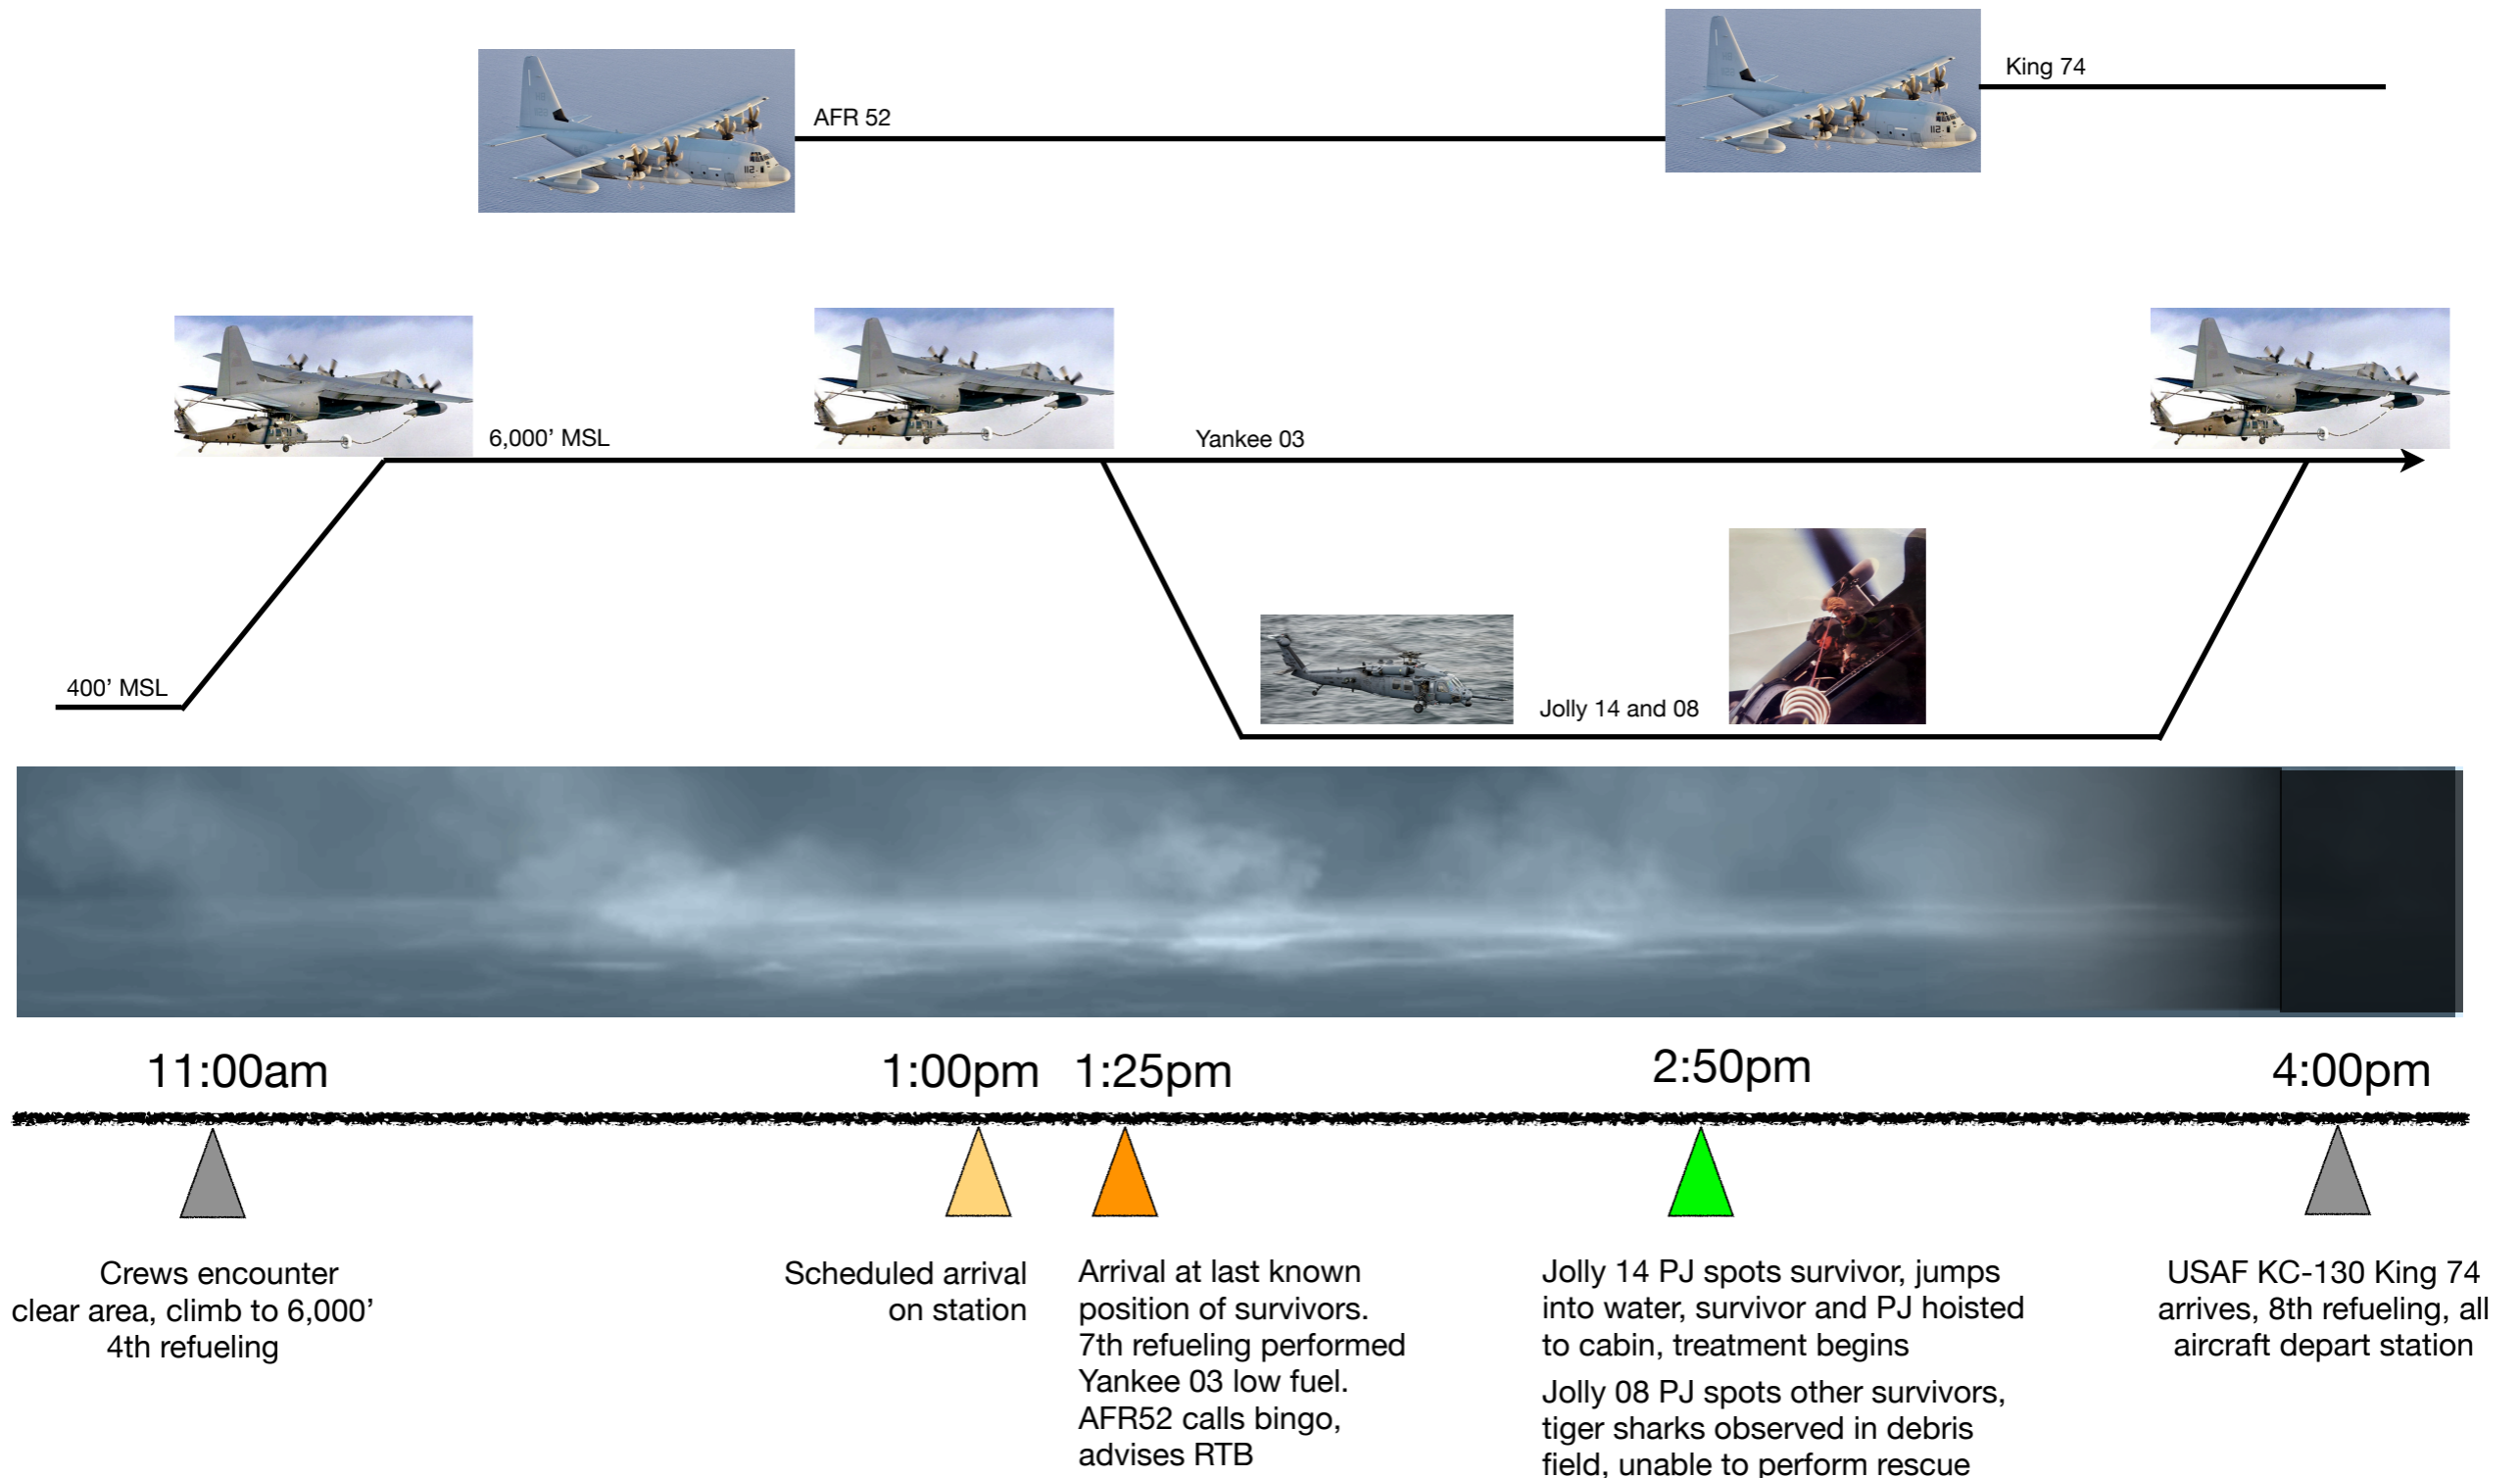 King 74
AFR 52
6,000’ MSL
Yankee 03
400’ MSL
Jolly 14 and 08
11:00am
1:00pm
1:25pm
2:50pm
4:00pm
Crews encounter
clear area, climb to 6,000’
4th refueling
Scheduled arrival
on station
Arrival at last known
position of survivors.
7th refueling performed
Yankee 03 low fuel.
AFR52 calls bingo,
advises RTB
Jolly 14 PJ spots survivor, jumps
into water, survivor and PJ hoisted
to cabin, treatment begins
Jolly 08 PJ spots other survivors,
tiger sharks observed in debris
field, unable to perform rescue
USAF KC-130 King 74
arrives, 8th refueling, all
aircraft depart station
112
112